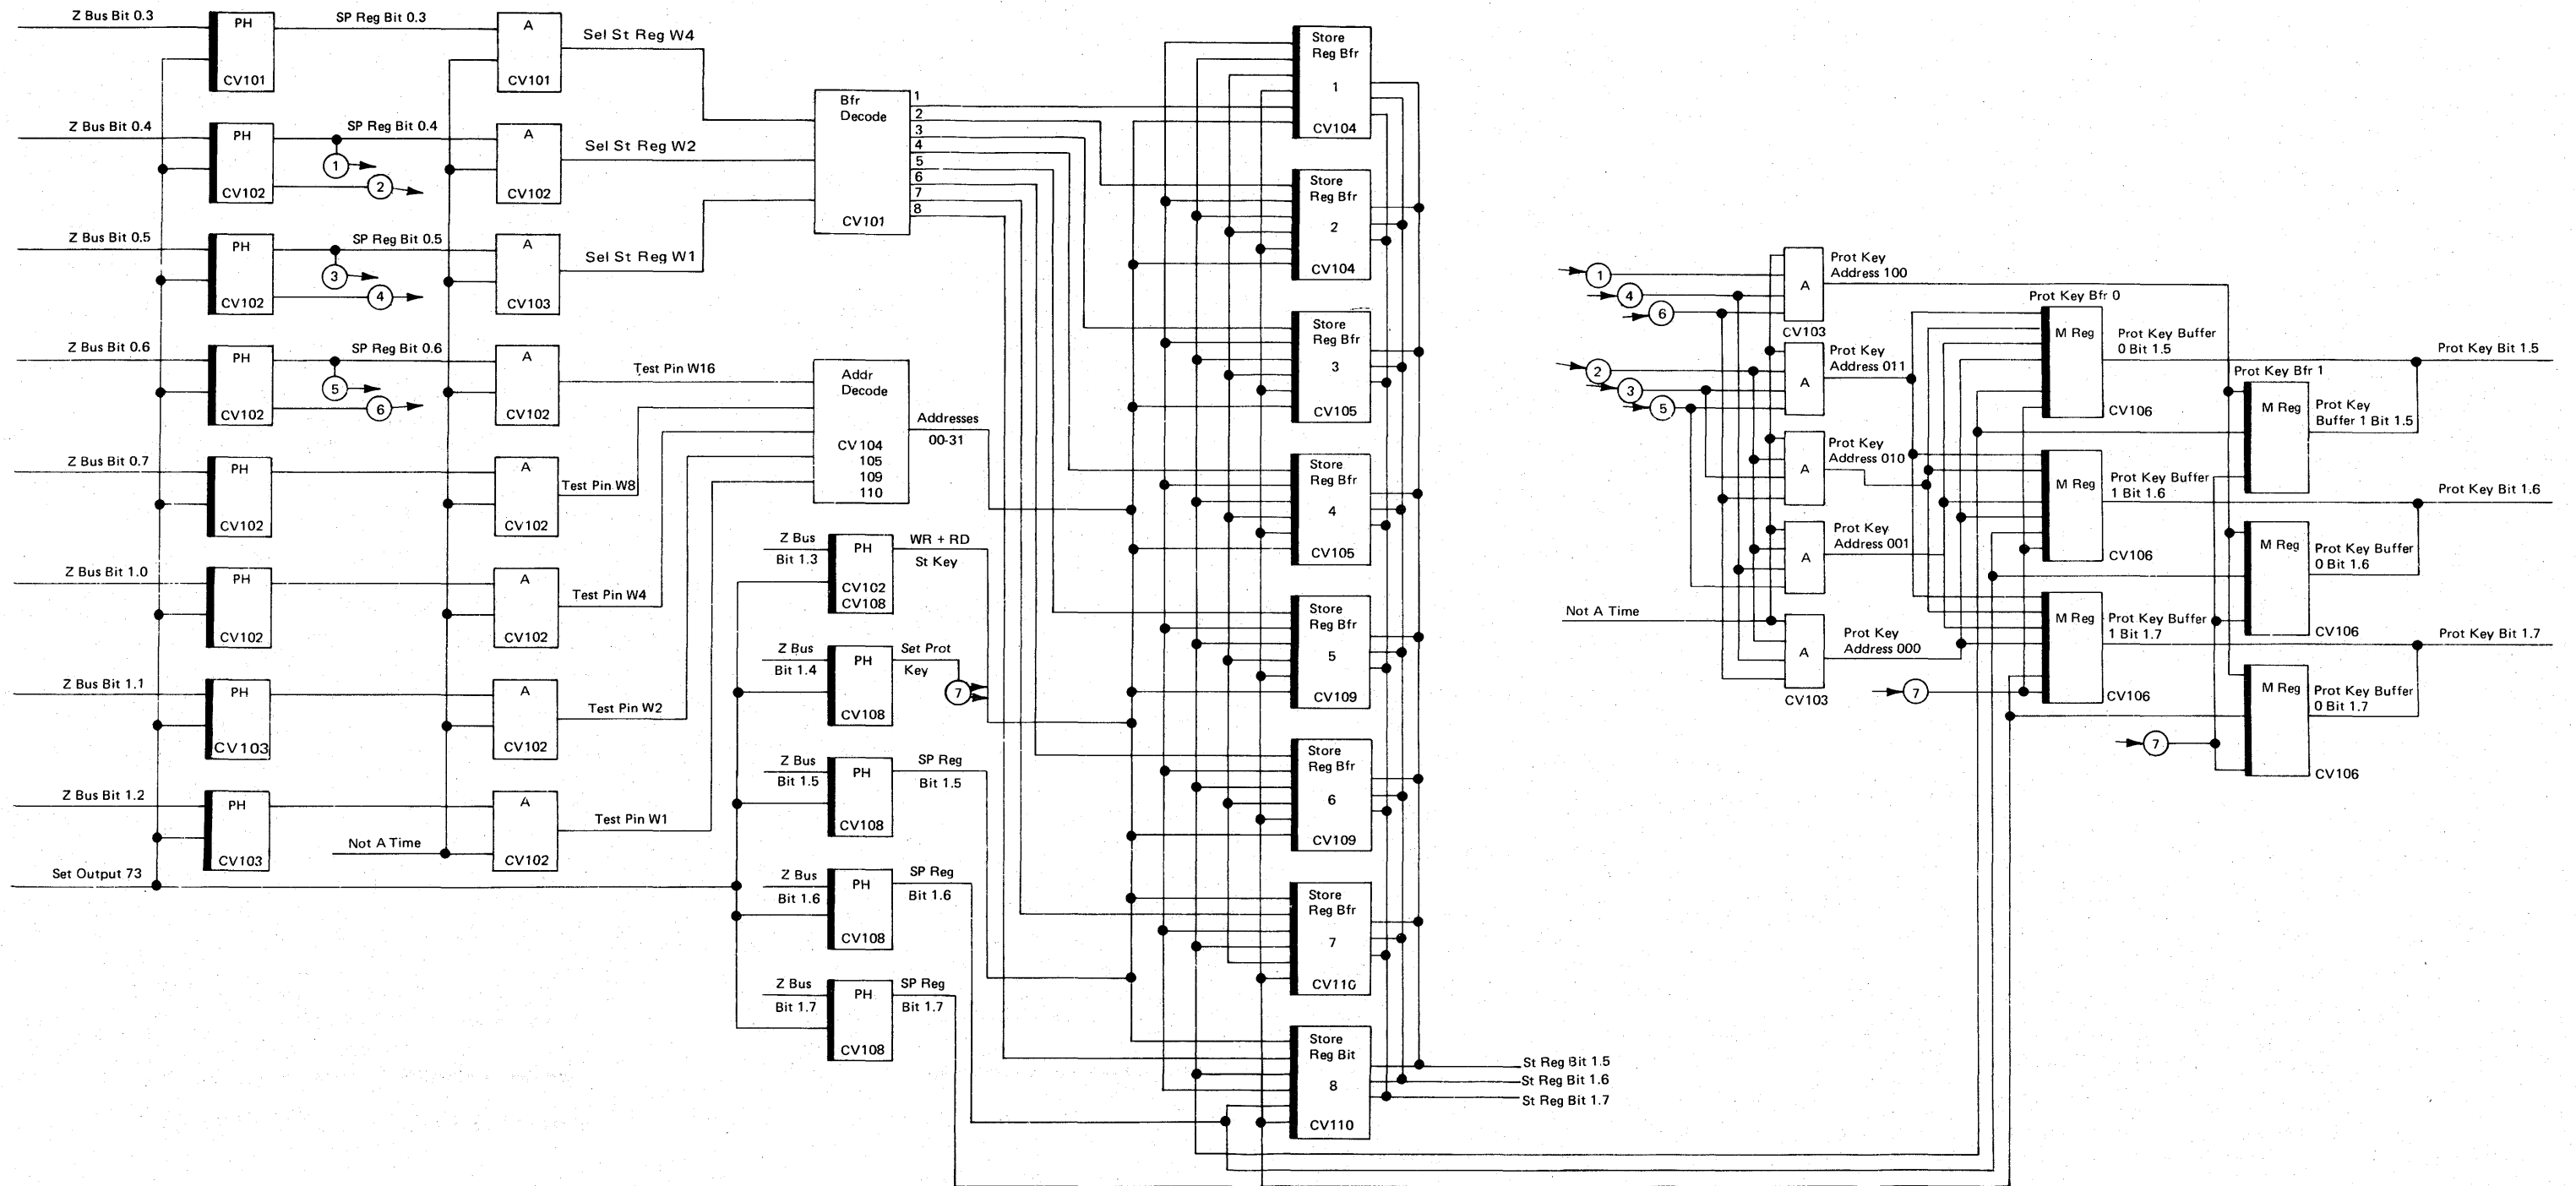 Z Bus Bit 0.3
PH
CV101
SP Reg Bit 0.3
A
CV101
Sel St Reg W4
Z Bus Bit 0.4
PH
CV102
SP Reg Bit 0.4
1
2
A
CV102
Sel St Reg W2
Z Bus Bit 0.5
PH
CV102
SP Reg Bit 0.5
3
4
A
CV103
Sel St Reg W1
Z Bus Bit 0.6
PH
CV102
SP Reg Bit 0.6
5
6
A
CV102
Test Pin W16
Z Bus Bit 0.7
PH
CV102
A
CV102
Test Pin W8
Z Bus Bit 1.0
PH
CV102
A
CV102
Test Pin W4
Z Bus Bit 1.1
PH
CV103
A
CV102
Test Pin W2
Z Bus Bit 1.2
PH
CV103
A
CV102
Test Pin W1
Not A Time
Set Output 73
Bfr
Decode
CV101
1
2
3
4
5
6
7
8
Addr
Decode
CV104
105
109
110
Addresses
00-31
Z Bus
Bit 1.3
PH
CV102
CV108
WR + RD
St Key
Z Bus
Bit 1.4
PH
CV108
Set Prot
Key
7
Z Bus
Bit 1.5
PH
CV108
SP Reg
Bit 1.5
Z Bus
Bit 1.6
PH
CV108
SP Reg
Bit 1.6
Z Bus
Bit 1.7
PH
CV108
SP Reg
Bit 1.7
Store
Reg Bfr
1
CV104
Store
Reg Bfr
2
CV104
Store
Reg Bfr
3
CV105
Store
Reg Bfr
4
CV105
Store
Reg Bfr
5
CV109
Store
Reg Bfr
6
CV109
Store
Reg Bfr
7
CV110
Store
Reg Bit
8
CV110
St Reg Bit 1.5
St Reg Bit 1.6
St Reg Bit 1.7
1
4
6
A
CV103
Prot Key
Address 100
2
3
5
A
Prot Key
Address 011
A
Prot Key
Address 010
A
Prot Key
Address 001
Not A Time
A
CV103
Prot Key
Address 000
7
Prot Key Bfr 0
M Reg
CV106
Prot Key Buffer
0 Bit 1.5
M Reg
CV106
Prot Key Buffer
1 Bit 1.6
M Reg
CV106
Prot Key Buffer
1 Bit 1.7
7
Prot Key Bfr 1
M Reg
Prot Key
Buffer 1 Bit 1.5
M Reg
CV106
Prot Key Buffer
0 Bit 1.6
M Reg
CV106
Prot Key Buffer
0 Bit 1.7
Prot Key Bit 1.5
Prot Key Bit 1.6
Prot Key Bit 1.7